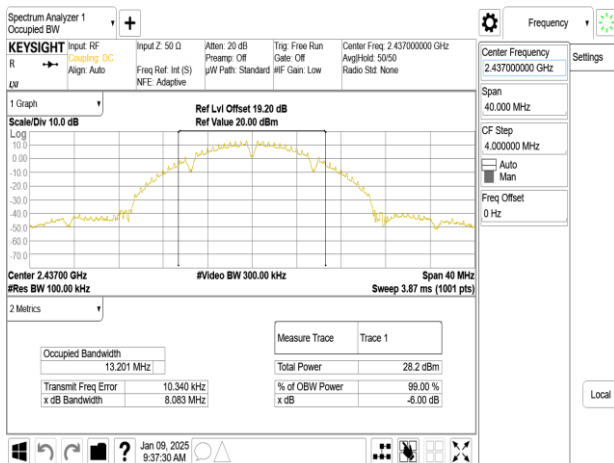 Spectrum Analyzer 1
Occupied BW
Frequency
KEYSIGHT
R
LXI
Input: RF
Coupling: DC
Align: Auto
Input Z: 50 Ω
Freq Ref: Int (S)
NFE: Adaptive
Atten: 20 dB
Preamp: Off
µW Path: Standard
Trig: Free Run
Gate: Off
#IF Gain: Low
Center Freq: 2.437000000 GHz
Avg|Hold: 50/50
Radio Std: None
Center Frequency
2.437000000 GHz
Settings
Span
40.000 MHz
CF Step
4.000000 MHz
Auto
Man
Freq Offset
0 Hz
Local
1 Graph
Scale/Div 10.0 dB
Ref Lvl Offset 19.20 dB
Ref Value 20.00 dBm
Log
10.0
0.00
-10.0
-20.0
-30.0
-40.0
-50.0
-60.0
-70.0
Center 2.43700 GHz
#Res BW 100.00 kHz
#Video BW 300.00 kHz
Span 40 MHz
Sweep 3.87 ms (1001 pts)
2 Metrics
Occupied Bandwidth
13.201 MHz
Transmit Freq Error 10.340 kHz
x dB Bandwidth 8.083 MHz
Measure Trace Trace 1
Total Power 28.2 dBm
% of OBW Power 99.00 %
x dB -6.00 dB
Jan 09, 2025
9:37:30 AM